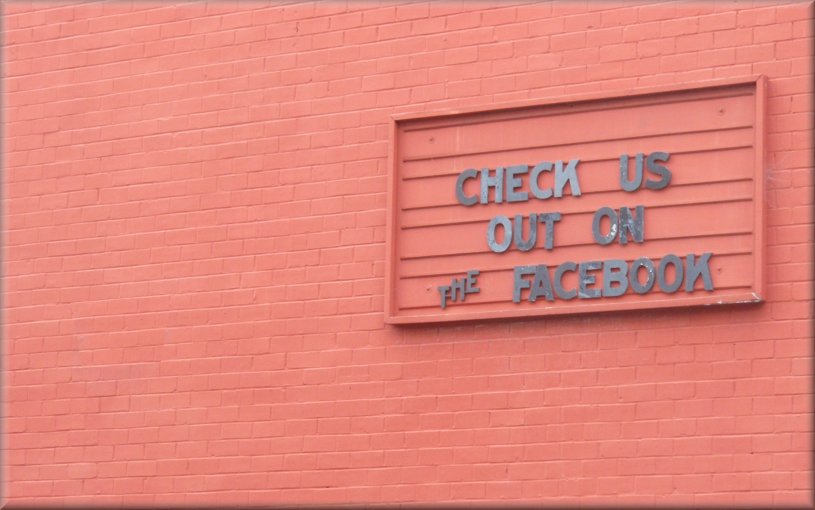 CHECK US
OUT ON
THE FACEBOOK